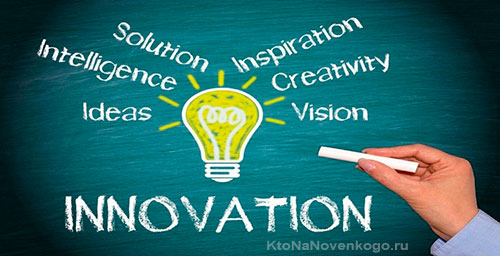 Solution
Inspiration
Intelligence
Creativity
Ideas
Vision
INNOVATION
KtoNaNovenkogo.ru